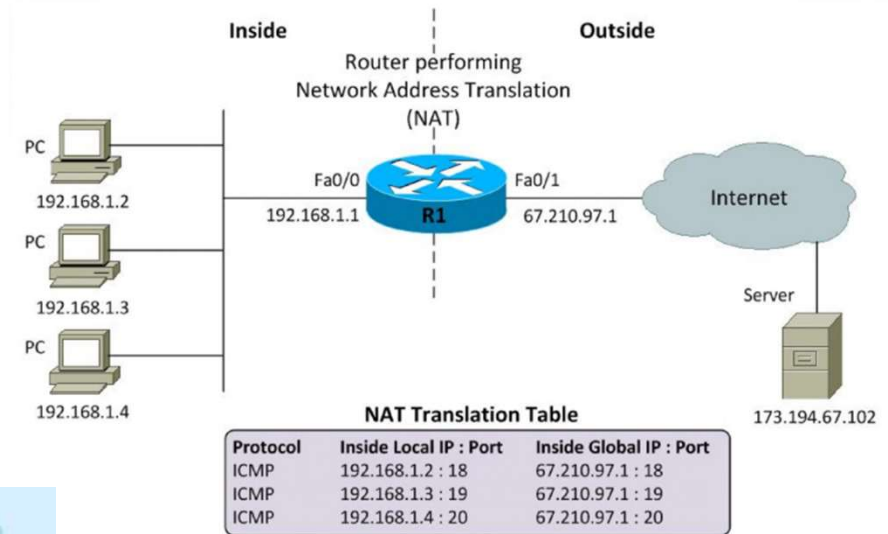 Inside
Outside
Router performing
Network Address Translation
(NAT)
PC
192.168.1.2
PC
192.168.1.3
PC
192.168.1.4
Fa0/0
192.168.1.1
R1
Fa0/1
67.210.97.1
Internet
Server
173.194.67.102
NAT Translation Table
Protocol Inside Local IP : Port Inside Global IP : Port
ICMP 192.168.1.2 : 18 67.210.97.1 : 18
ICMP 192.168.1.3 : 19 67.210.97.1 : 19
ICMP 192.168.1.4 : 20 67.210.97.1 : 20